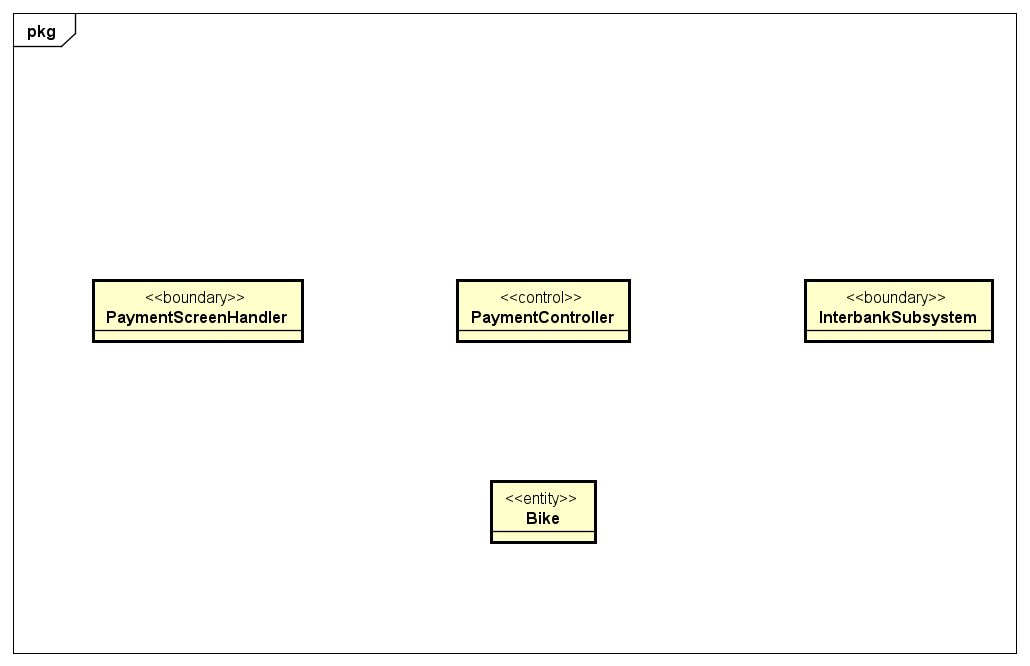 pkg
<<boundary>>
PaymentScreenHandler
<<control>>
PaymentController
<<boundary>>
InterbankSubsystem
<<entity>>
Bike